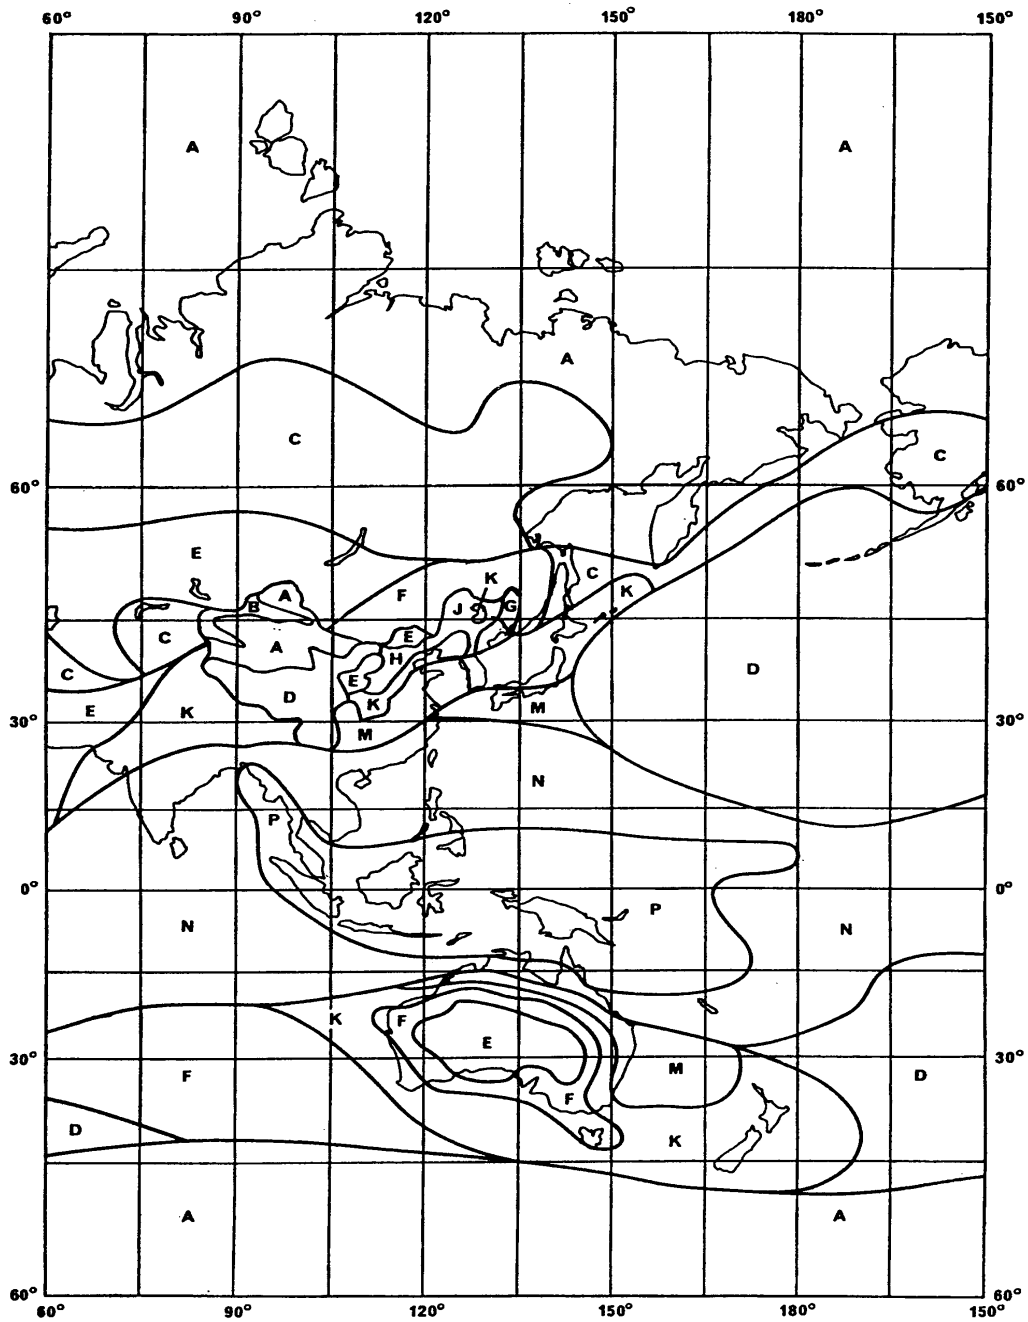 60° 90° 120° 150° 180° 150°
A A
A
C
C
60° 60°
E
K C
A F K
B J G
C E
A H
C E D
D K
E K M
30° M 30°
N
P
0° P 0°
N N
K F
E
30° M 30°
F D
F
D K
A A
60° 60°
60° 90° 120° 150° 180° 150°